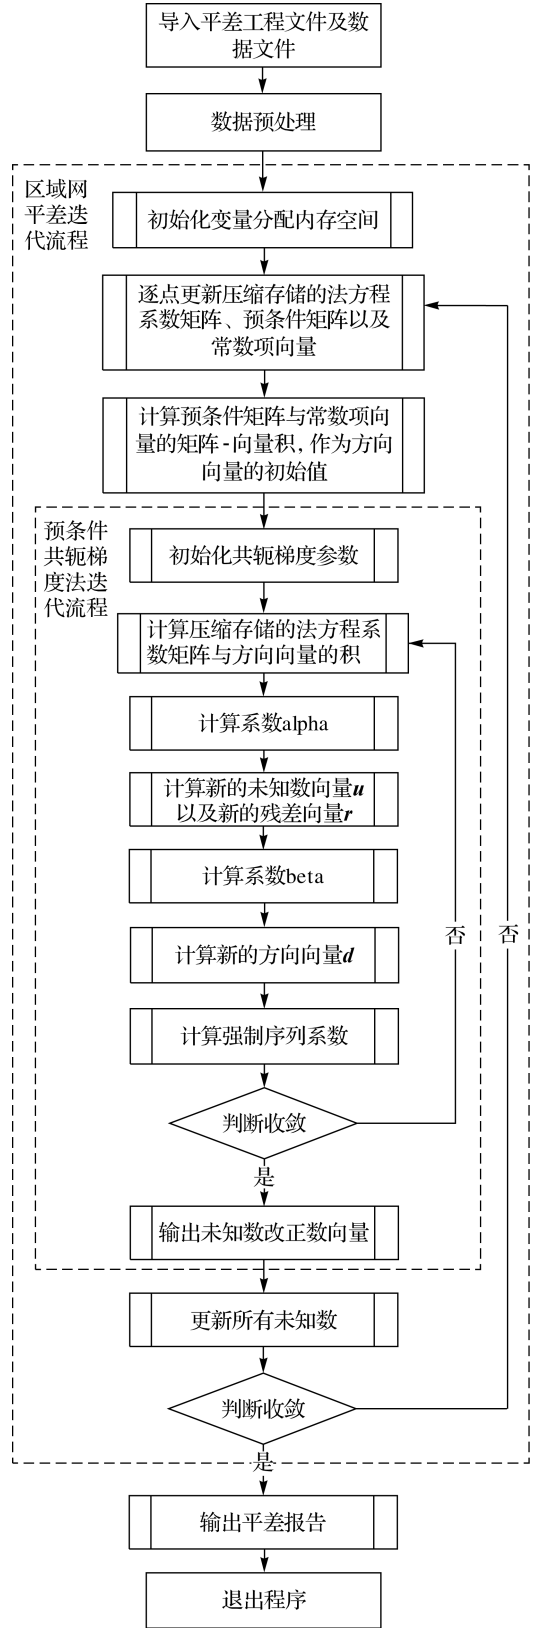 导入平差工程文件及数
据文件
数据预处理
区域网
平差迭
代流程
初始化变量分配内存空间
逐点更新压缩存储的法方程
系数矩阵、预条件矩阵以及
常数项向量
计算预条件矩阵与常数项向
量的矩阵-向量积,作为方向
向量的初始值
预条件
共轭梯
度法迭
代流程
初始化共轭梯度参数
计算压缩存储的法方程系
数矩阵与方向向量的积
计算系数alpha
计算新的未知数向量u
以及新的残差向量r
计算系数beta
计算新的方向向量d
计算强制序列系数
判断收敛
否
否
是
输出未知数改正数向量
更新所有未知数
判断收敛
是
输出平差报告
退出程序